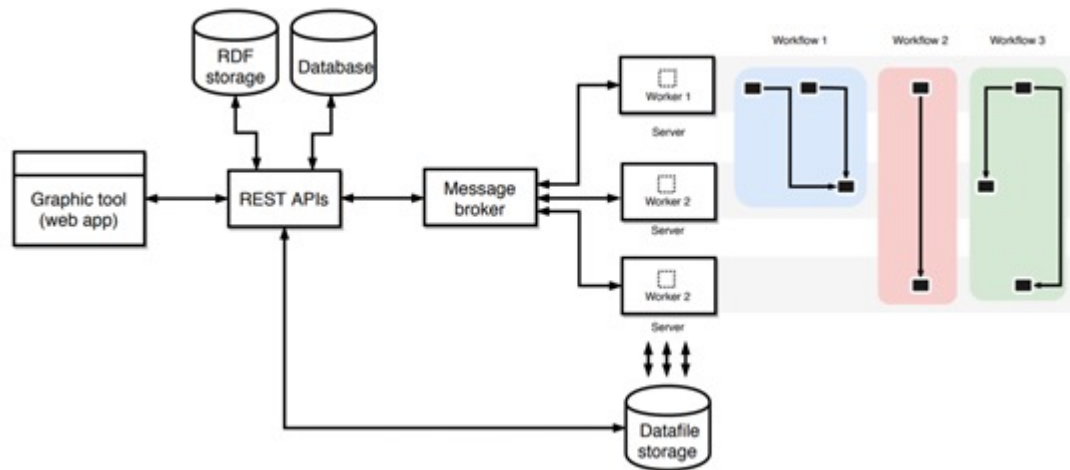 RDF
storage
Database
Workflow 1
Workflow 2
Workflow 3
Worker 1
Server
Graphic tool
(web app)
REST APIs
Message
broker
Worker 2
Server
Worker 2
Server
Datafile
storage